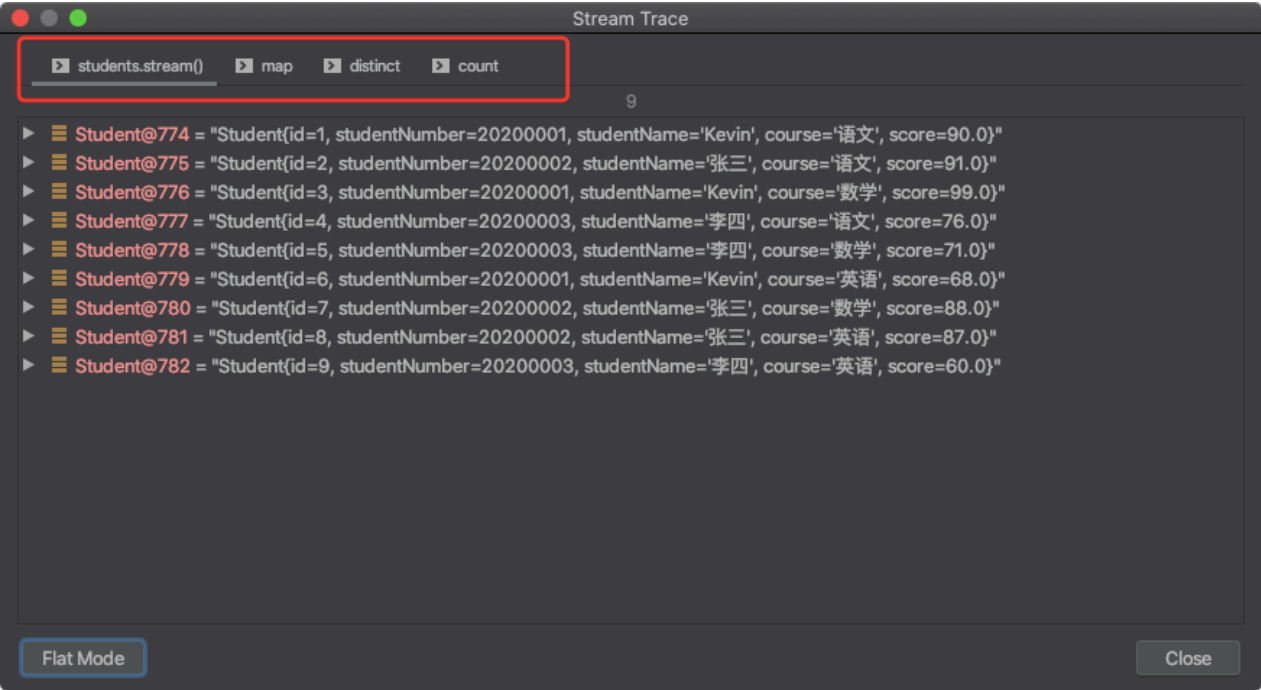 Stream Trace
students.stream() map distinct count
9
Student@774 = "Student{id=1, studentNumber=20200001, studentName='Kevin', course='语文', score=90.0}"
Student@775 = "Student{id=2, studentNumber=20200002, studentName='张三', course='语文', score=91.0}"
Student@776 = "Student{id=3, studentNumber=20200001, studentName='Kevin', course='数学', score=99.0}"
Student@777 = "Student{id=4, studentNumber=20200003, studentName='李四', course='语文', score=76.0}"
Student@778 = "Student{id=5, studentNumber=20200003, studentName='李四', course='数学', score=71.0}"
Student@779 = "Student{id=6, studentNumber=20200001, studentName='Kevin', course='英语', score=68.0}"
Student@780 = "Student{id=7, studentNumber=20200002, studentName='张三', course='数学', score=88.0}"
Student@781 = "Student{id=8, studentNumber=20200002, studentName='张三', course='英语', score=87.0}"
Student@782 = "Student{id=9, studentNumber=20200003, studentName='李四', course='英语', score=60.0}"
Flat Mode Close